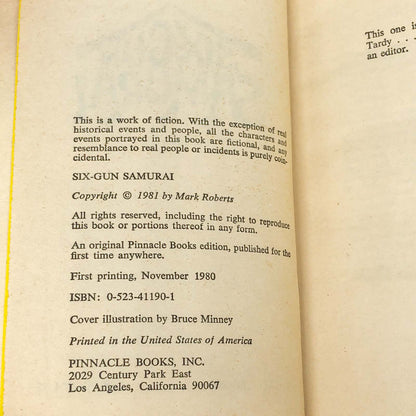 This is a work of fiction. With the exception of real
historical events and people, all the characters and
events portrayed in this book are fictional, and any
resemblance to real people or incidents is purely coin-
cidental.
SIX-GUN SAMURAI
Copyright © 1981 by Mark Roberts
All rights reserved, including the right to reproduce
this book or portions thereof in any form.
An original Pinnacle Books edition, published for the
first time anywhere.
First printing, November 1980
ISBN: 0-523-41190-1
Cover illustration by Bruce Minney
Printed in the United States of America
PINNACLE BOOKS, INC.
2029 Century Park East
Los Angeles, California 90067
This one is
Tardy . . .
an editor.